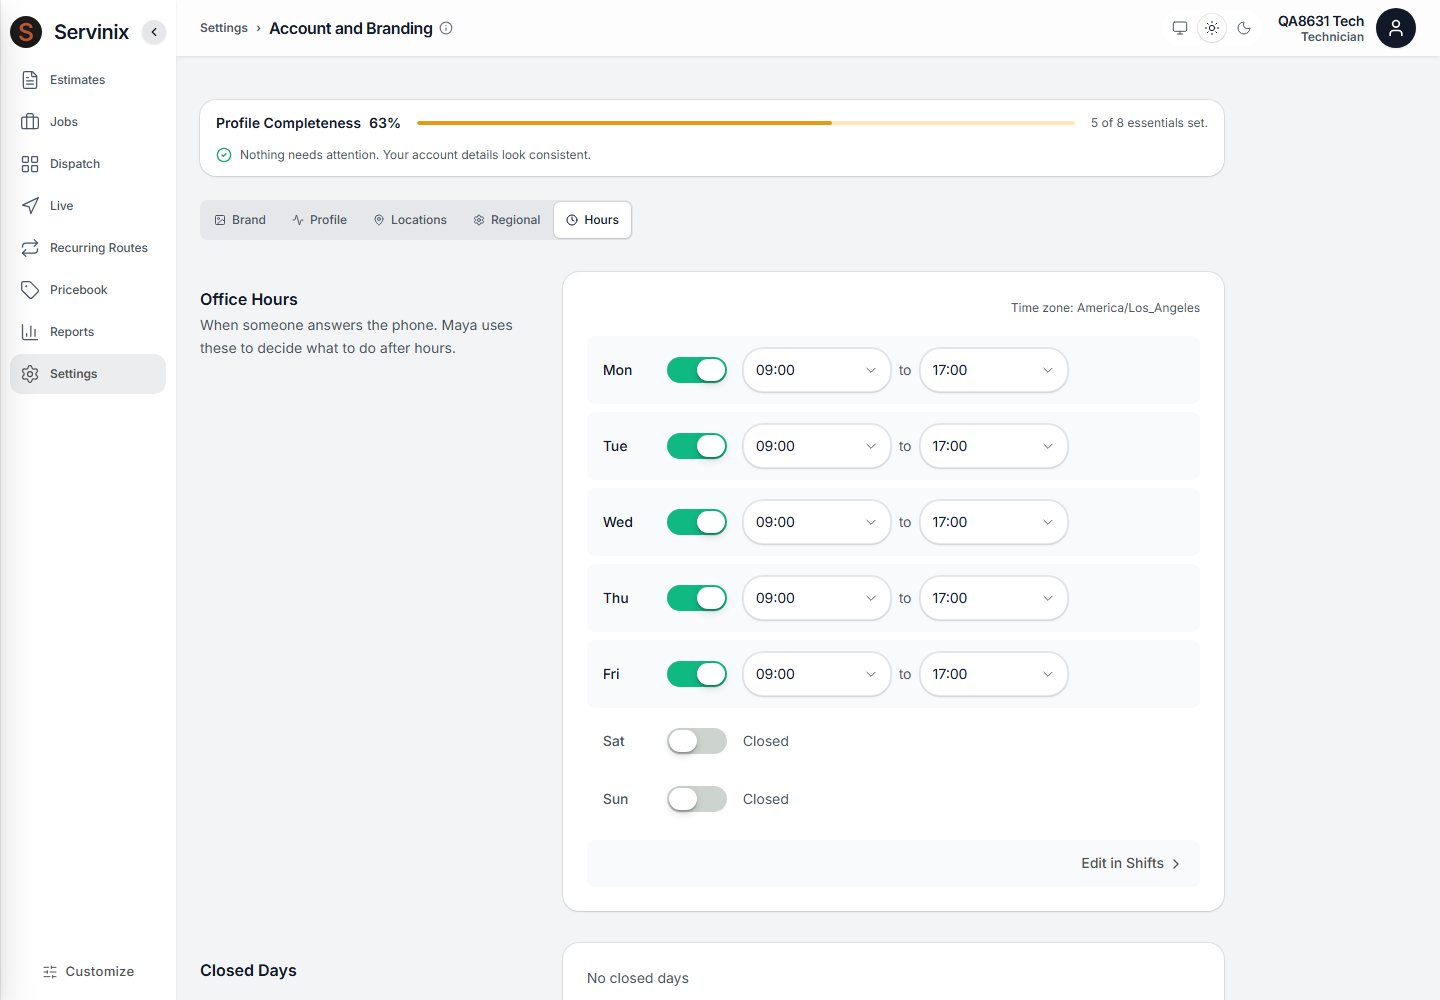 S Servinix
Settings › Account and Branding
QA8631 Tech
Technician
Estimates
Jobs
Dispatch
Live
Recurring Routes
Pricebook
Reports
Settings
Customize
Profile Completeness 63%
5 of 8 essentials set.
Nothing needs attention. Your account details look consistent.
Brand Profile Locations Regional Hours
Office Hours
When someone answers the phone. Maya uses
these to decide what to do after hours.
Time zone: America/Los_Angeles
Mon 09:00 to 17:00
Tue 09:00 to 17:00
Wed 09:00 to 17:00
Thu 09:00 to 17:00
Fri 09:00 to 17:00
Sat Closed
Sun Closed
Edit in Shifts
Closed Days
No closed days